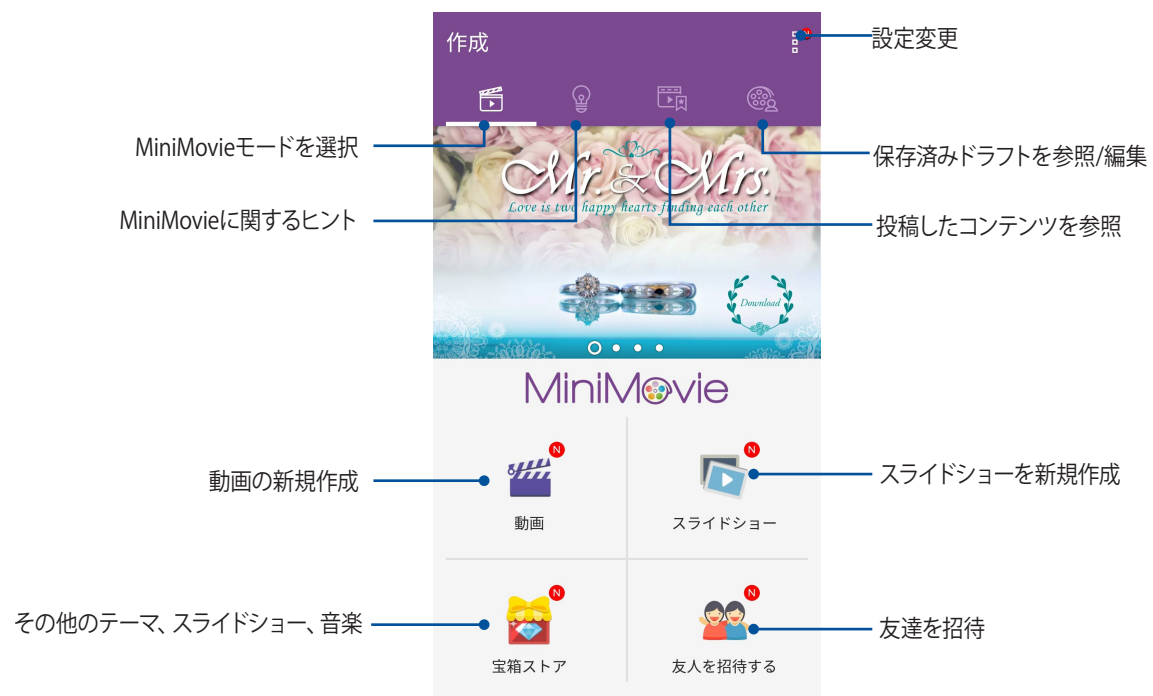 作成
N
設定変更
MiniMovieモードを選択
保存済みドラフトを参照/編集
Mr. & Mrs.
Love is two happy hearts finding each other
MiniMovieに関するヒント
投稿したコンテンツを参照
Download
MiniMovie
N
N
動画の新規作成
スライドショーを新規作成
動画
スライドショー
N
N
その他のテーマ、スライドショー、音楽
友達を招待
宝箱ストア
友人を招待する